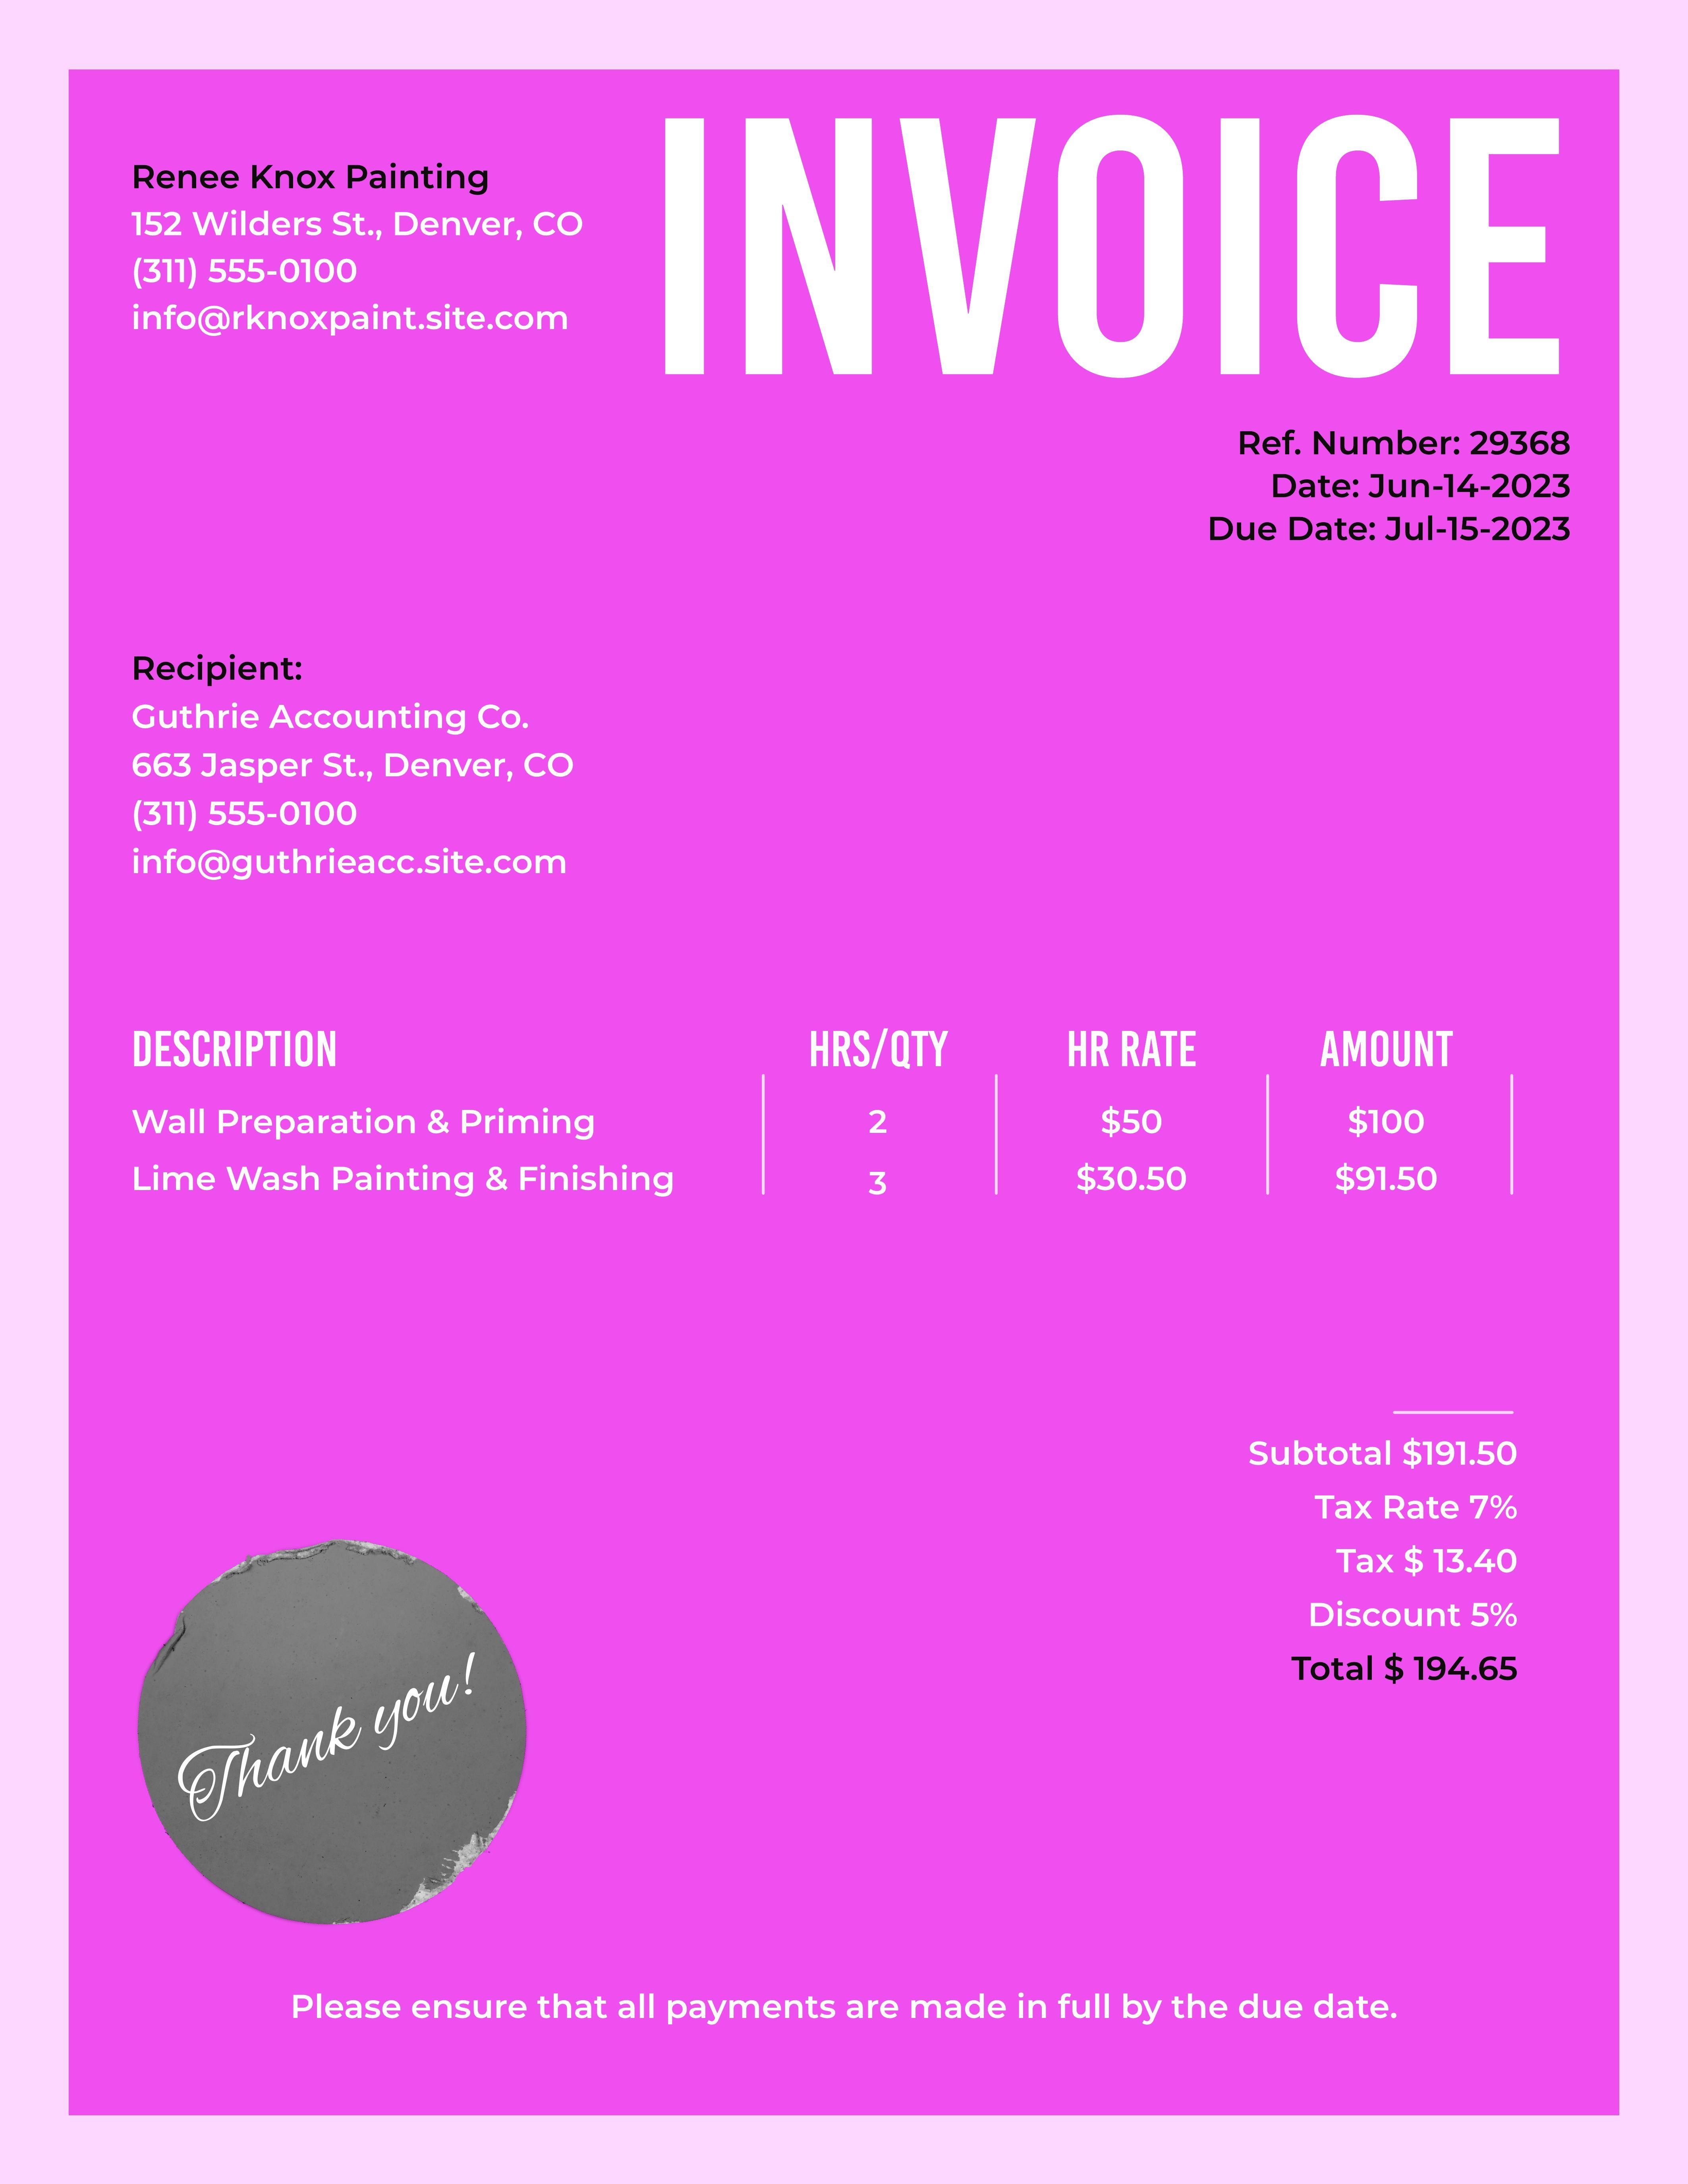 INVOICE
Renee Knox Painting
152 Wilders St., Denver, CO
(311) 555-0100
info@rknoxpaint.site.com
Ref. Number: 29368
Date: Jun-14-2023
Due Date: Jul-15-2023
Recipient:
Guthrie Accounting Co.
663 Jasper St., Denver, CO
(311) 555-0100
info@guthrieacc.site.com
DESCRIPTION HRS/QTY HR RATE AMOUNT
Wall Preparation & Priming 2 $50 $100
Lime Wash Painting & Finishing 3 $30.50 $91.50
Subtotal $191.50
Tax Rate 7%
Tax $ 13.40
Discount 5%
Total $ 194.65
Thank you!
Please ensure that all payments are made in full by the due date.